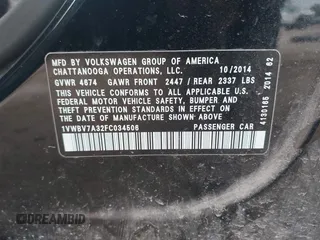 MFD BY VOLKSWAGEN GROUP OF AMERICA
CHATTANOOGA OPERATIONS, LLC. 10/2014
GVWR 4674 GAWR FRONT 2447 / REAR 2337 LBS
THIS VEHICLE CONFORMS TO ALL APPLICABLE
FEDERAL MOTOR VEHICLE SAFETY, BUMPER AND
THEFT PREVENTION STANDARDS IN EFFECT ON
THE DATE OF MANUFACTURE SHOWN ABOVE.
1VWBV7A32FC034506 PASSENGER CAR
4130165 2014 62
DREAMBID